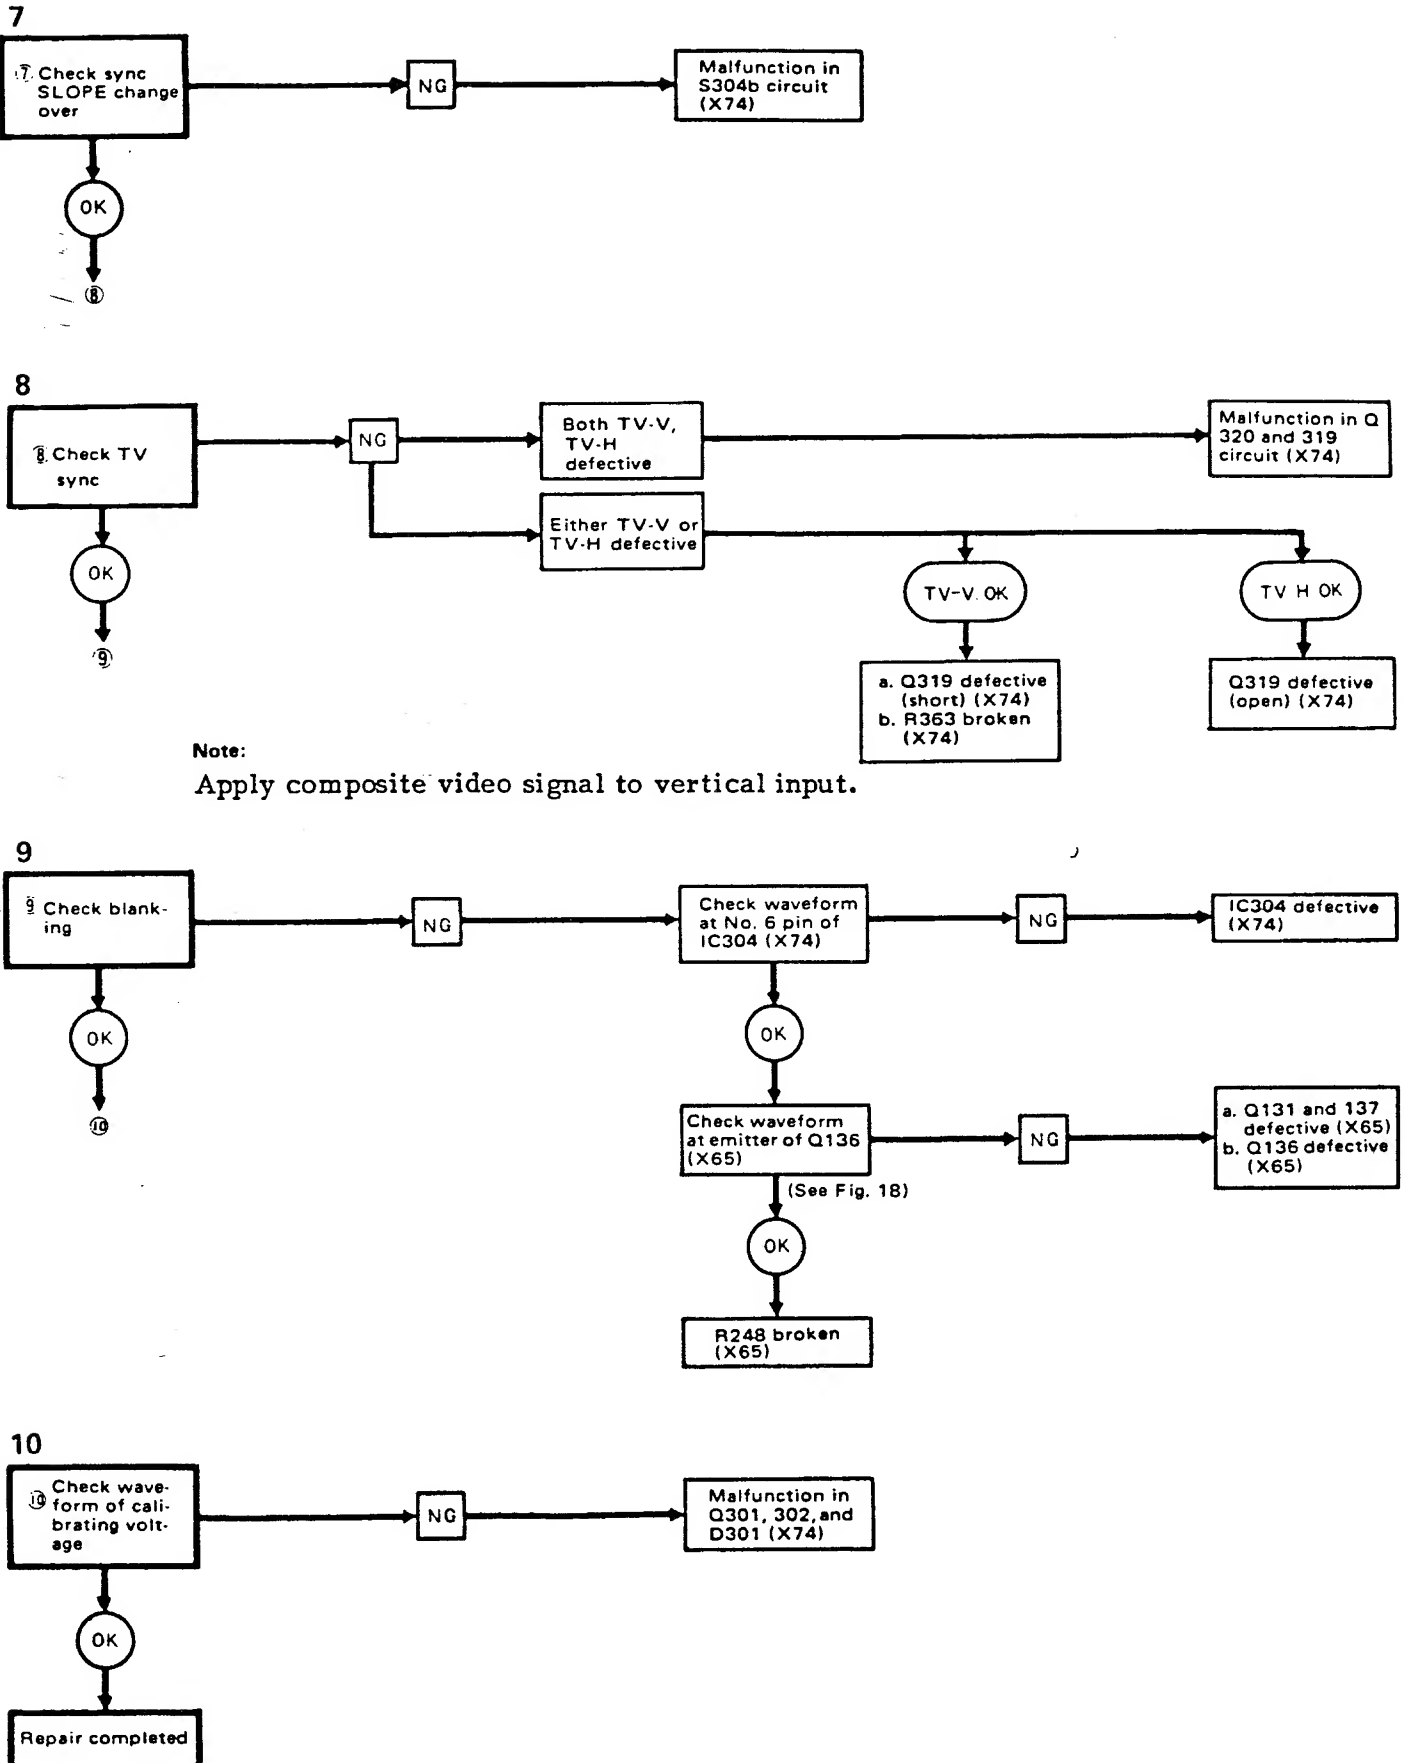 7
⑦ Check sync
SLOPE change
over
NG
Malfunction in
S304b circuit
(X74)
OK
⑧
8
⑧ Check TV
sync
NG
Both TV-V,
TV-H
defective
Malfunction in Q
320 and 319
circuit (X74)
Either TV-V or
TV-H defective
OK
TV-V. OK
TV H OK
⑨
a. Q319 defective
(short) (X74)
b. R363 broken
(X74)
Q319 defective
(open) (X74)
Note:
Apply composite video signal to vertical input.
9
⑨ Check blank-
ing
NG
Check waveform
at No. 6 pin of
IC304 (X74)
NG
IC304 defective
(X74)
OK
OK
⑩
Check waveform
at emitter of Q136
(X65)
NG
a. Q131 and 137
defective (X65)
b. Q136 defective
(X65)
(See Fig. 18)
OK
R248 broken
(X65)
10
⑩ Check wave-
form of cali-
brating volt-
age
NG
Malfunction in
Q301, 302, and
D301 (X74)
OK
Repair completed